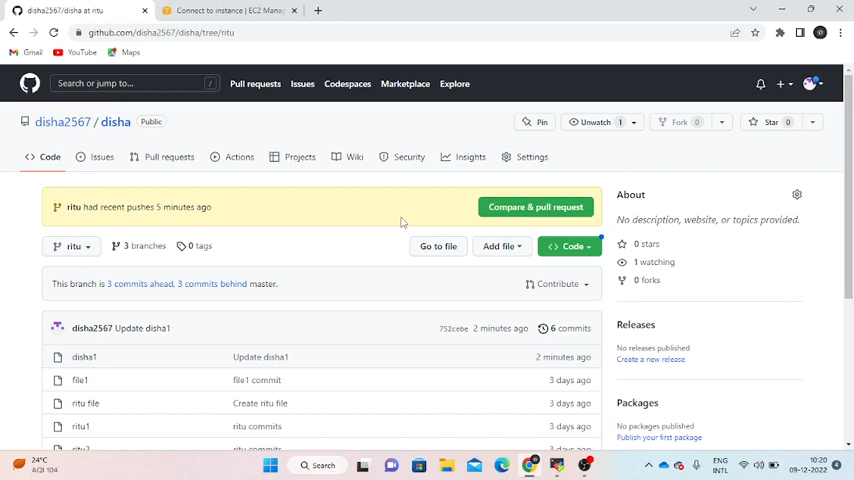 disha2567/disha at ritu
Connect to instance | EC2 Manag
github.com/disha2567/disha/tree/ritu
Gmail YouTube Maps
Search or jump to... /
Pull requests Issues Codespaces Marketplace Explore
disha2567 / disha Public
Pin Unwatch 1 Fork 0 Star 0
Code Issues Pull requests Actions Projects Wiki Security Insights Settings
ritu had recent pushes 5 minutes ago
Compare & pull request
ritu 3 branches 0 tags
Go to file Add file Code
This branch is 3 commits ahead, 3 commits behind master.
Contribute
disha2567 Update disha1 752cebe 2 minutes ago 6 commits
disha1 Update disha1 2 minutes ago
file1 file1 commit 3 days ago
ritu file Create ritu file 3 days ago
ritu1 ritu commits 3 days ago
ritu2 ritu commits 3 days ago
About
No description, website, or topics provided.
0 stars
1 watching
0 forks
Releases
No releases published
Create a new release
Packages
No packages published
Publish your first package
24°C
AQI 104
Search
ENG
INTL
10:20
09-12-2022
4